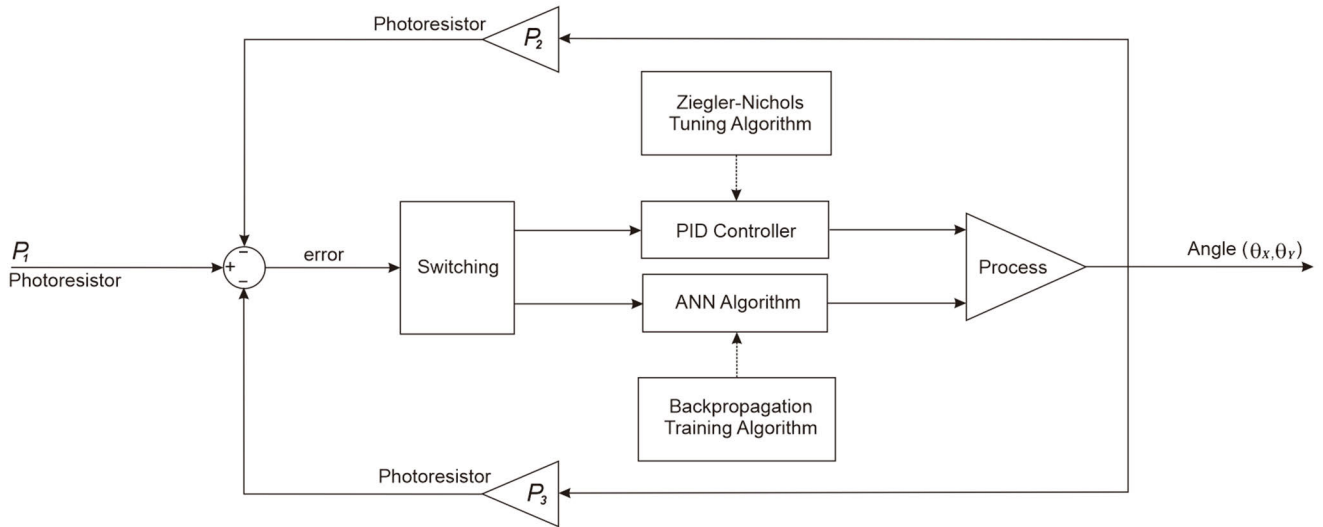 Photoresistor
P2
Ziegler-Nichols
Tuning Algorithm
P1
Photoresistor
−
+
−
error
Switching
PID Controller
ANN Algorithm
Process
Angle (θX,θY)
Backpropagation
Training Algorithm
Photoresistor
P3